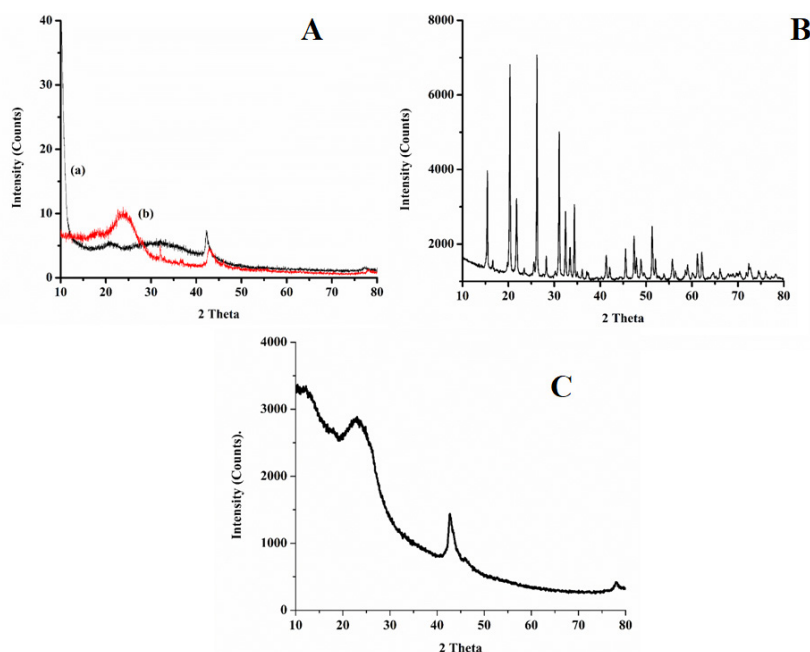 A
40
30
20
10
0
Intensity (Counts)
(a)
(b)
10 20 30 40 50 60 70 80
2 Theta
B
8000
6000
4000
2000
Intensity (Counts)
10 20 30 40 50 60 70 80
2 Theta
C
4000
3000
2000
1000
0
Intensity (Counts).
10 20 30 40 50 60 70 80
2 Theta